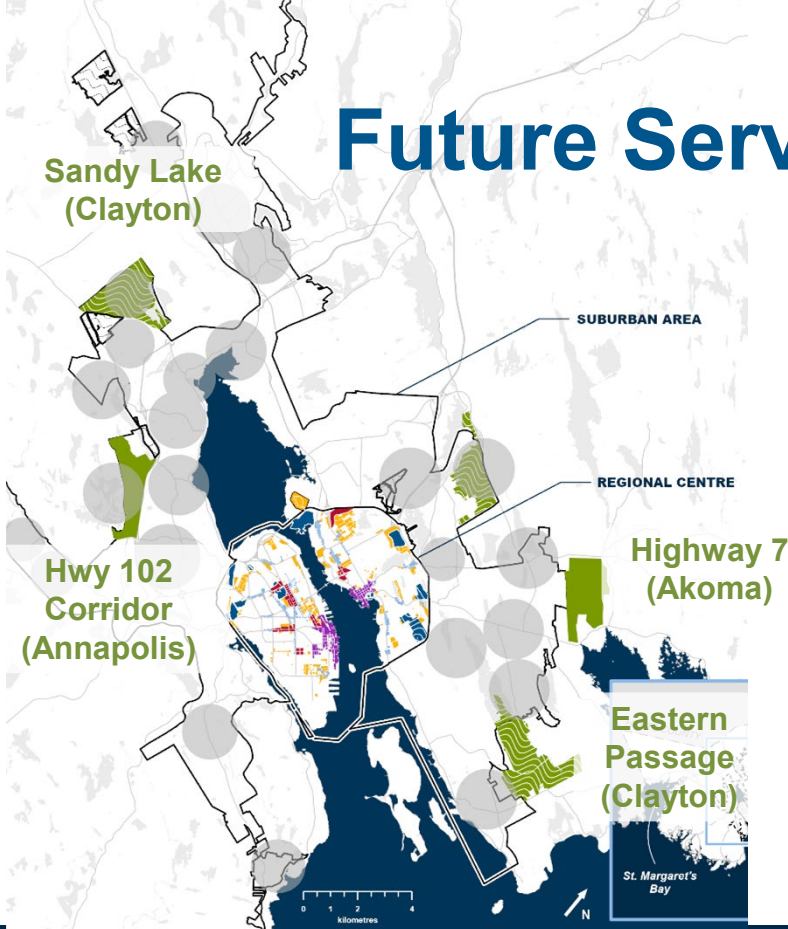 Future Serv
Sandy Lake
(Clayton)
SUBURBAN AREA
REGIONAL CENTRE
Highway 7
(Akoma)
Hwy 102
Corridor
(Annapolis)
Eastern
Passage
(Clayton)
St. Margaret's
Bay
0 1 2 4
kilometres
N